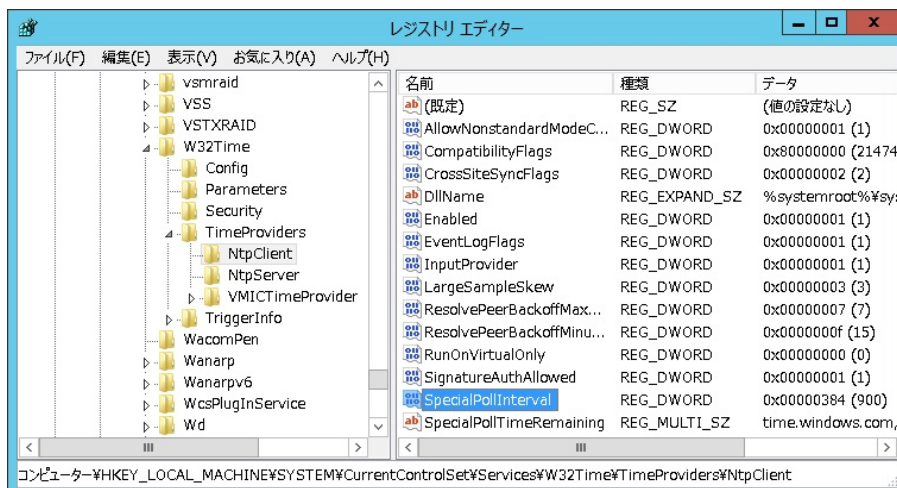 レジストリ エディター
ファイル(F) 編集(E) 表示(V) お気に入り(A) ヘルプ(H)
vsmraid
VSS
VSTXRAID
W32Time
Config
Parameters
Security
TimeProviders
NtpClient
NtpServer
VMICTimeProvider
TriggerInfo
WacomPen
Wanarp
Wanarpv6
WcsPlugInService
Wd
名前 種類 データ
(既定) REG_SZ (値の設定なし)
AllowNonstandardModeC... REG_DWORD 0x00000001 (1)
CompatibilityFlags REG_DWORD 0x80000000 (21474
CrossSiteSyncFlags REG_DWORD 0x00000002 (2)
DllName REG_EXPAND_SZ %systemroot%¥sys
Enabled REG_DWORD 0x00000001 (1)
EventLogFlags REG_DWORD 0x00000001 (1)
InputProvider REG_DWORD 0x00000001 (1)
LargeSampleSkew REG_DWORD 0x00000003 (3)
ResolvePeerBackoffMax... REG_DWORD 0x00000007 (7)
ResolvePeerBackoffMinu... REG_DWORD 0x0000000f (15)
RunOnVirtualOnly REG_DWORD 0x00000000 (0)
SignatureAuthAllowed REG_DWORD 0x00000001 (1)
SpecialPollInterval REG_DWORD 0x00000384 (900)
SpecialPollTimeRemaining REG_MULTI_SZ time.windows.com,
コンピューター¥HKEY_LOCAL_MACHINE¥SYSTEM¥CurrentControlSet¥Services¥W32Time¥TimeProviders¥NtpClient